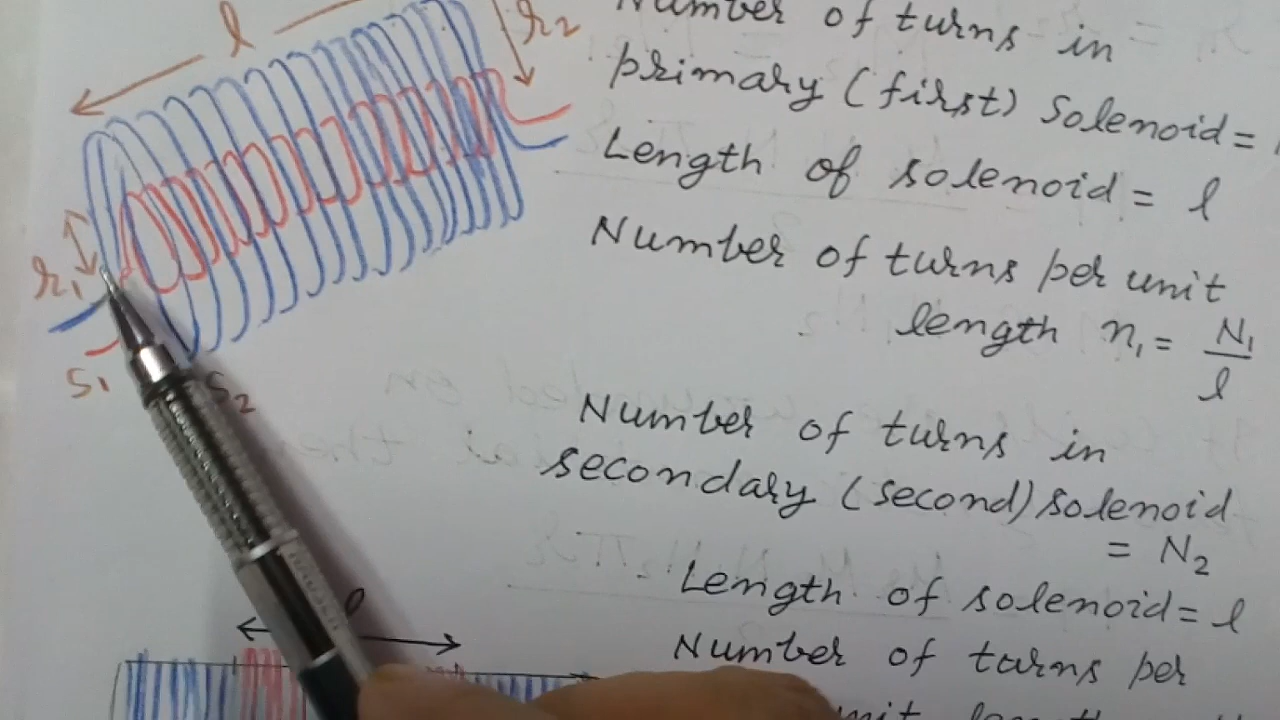 l
r₂
r₁
S₁
S₂
Number of turns in
primary (first) Solenoid =
Length of solenoid = l
Number of turns per unit
length n₁ = N₁
l
Number of turns in
secondary (second) solenoid
= N₂
Length of solenoid = l
Number of turns per